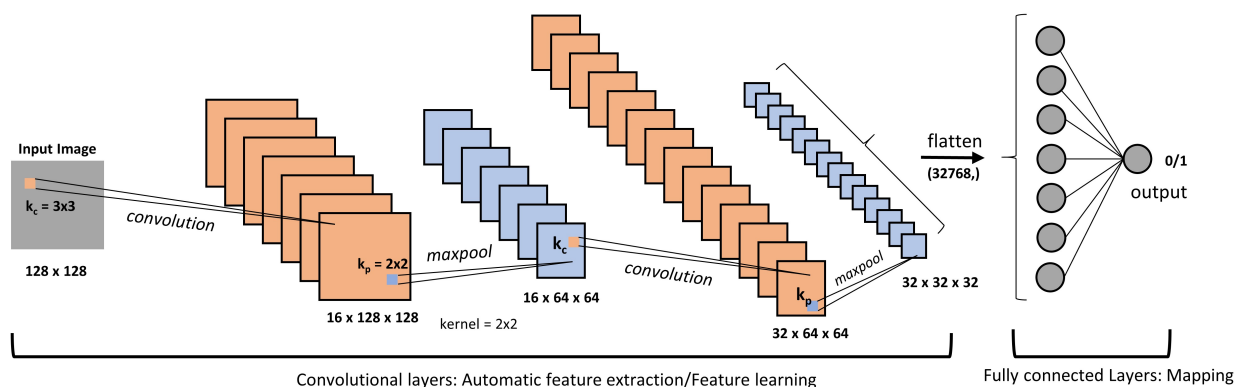 Input Image
k_c = 3x3
128 x 128
convolution
k_p = 2x2
16 x 128 x 128
maxpool
kernel = 2x2
k_c
16 x 64 x 64
convolution
k_p
32 x 64 x 64
maxpool
32 x 32 x 32
flatten
(32768,)
0/1
output
Convolutional layers: Automatic feature extraction/Feature learning
Fully connected Layers: Mapping